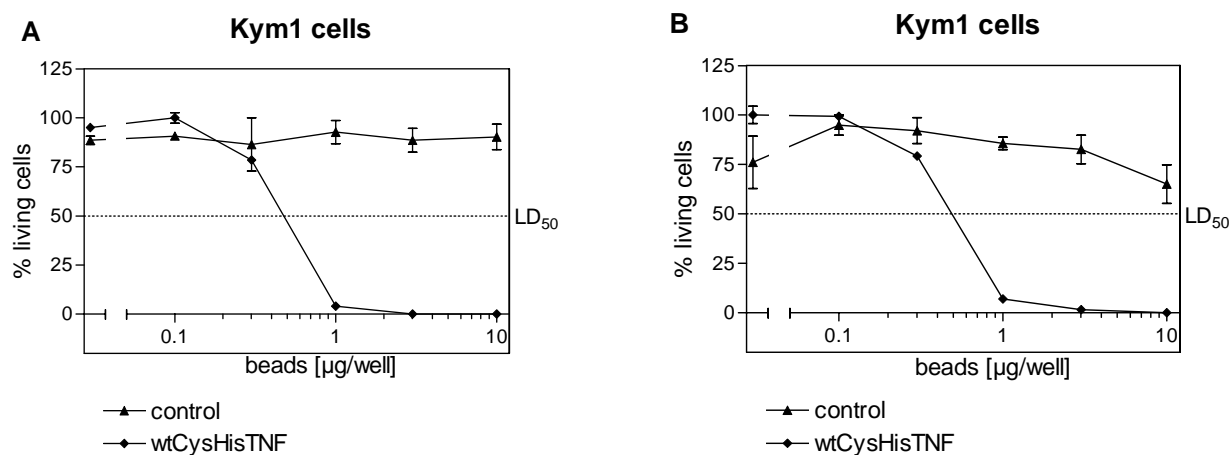 A
Kym1 cells
125
100
75
50
25
0
% living cells
LD50
0.1
1
10
beads [µg/well]
control
wtCysHisTNF
B
Kym1 cells
125
100
75
50
25
0
% living cells
LD50
0.1
1
10
beads [µg/well]
control
wtCysHisTNF